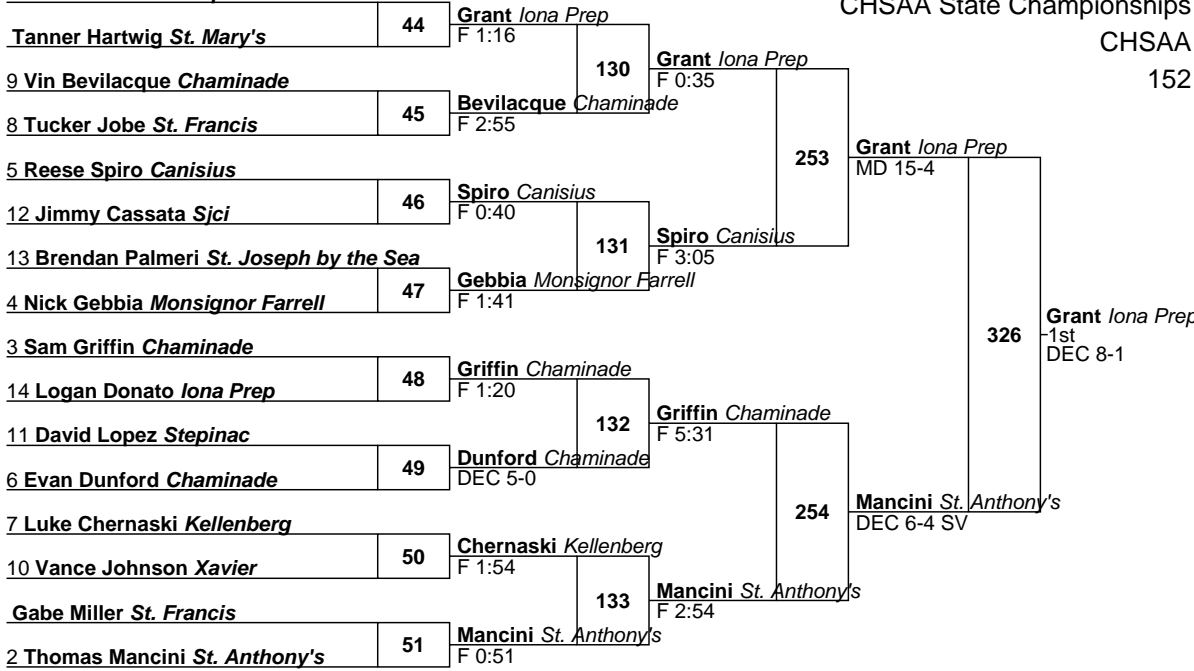 CHSAA State Championships
CHSAA
152
Tanner Hartwig St. Mary's
9 Vin Bevilacque Chaminade
8 Tucker Jobe St. Francis
5 Reese Spiro Canisius
12 Jimmy Cassata Sjci
13 Brendan Palmeri St. Joseph by the Sea
4 Nick Gebbia Monsignor Farrell
3 Sam Griffin Chaminade
14 Logan Donato Iona Prep
11 David Lopez Stepinac
6 Evan Dunford Chaminade
7 Luke Chernaski Kellenberg
10 Vance Johnson Xavier
Gabe Miller St. Francis
2 Thomas Mancini St. Anthony's
44
45
46
47
48
49
50
51
Grant Iona Prep
F 1:16
Bevilacque Chaminade
F 2:55
Spiro Canisius
F 0:40
Gebbia Monsignor Farrell
F 1:41
Griffin Chaminade
F 1:20
Dunford Chaminade
DEC 5-0
Chernaski Kellenberg
F 1:54
Mancini St. Anthony's
F 0:51
130
131
132
133
Grant Iona Prep
F 0:35
Spiro Canisius
F 3:05
Griffin Chaminade
F 5:31
Mancini St. Anthony's
F 2:54
253
254
Grant Iona Prep
MD 15-4
Mancini St. Anthony's
DEC 6-4 SV
326
Grant Iona Prep
1st
DEC 8-1